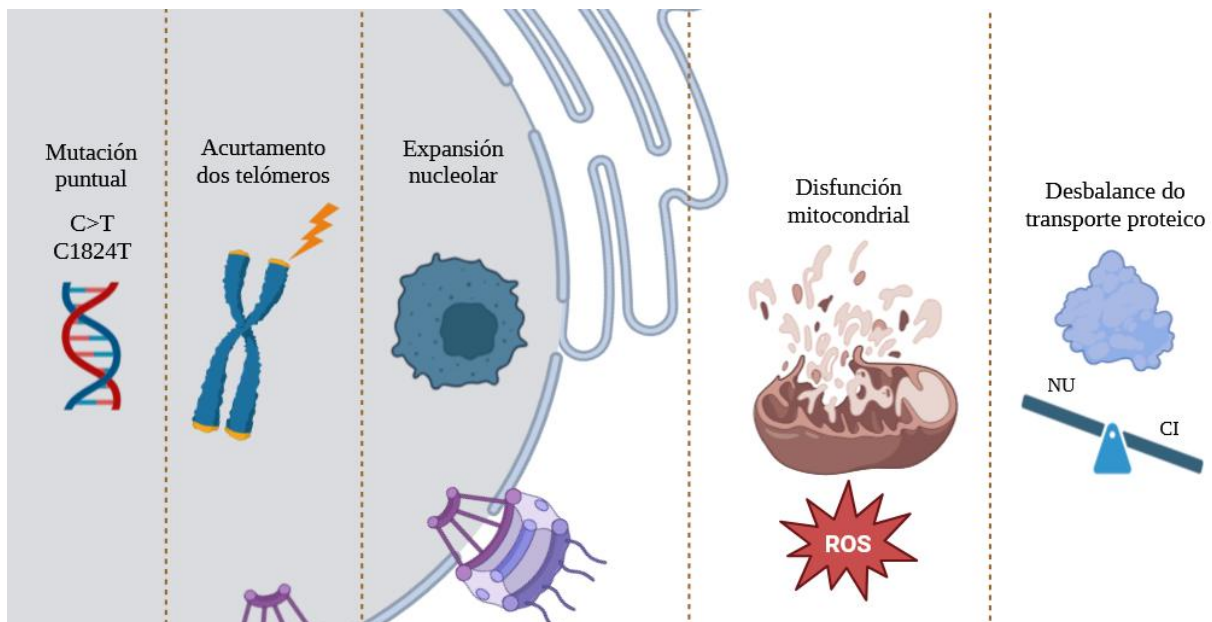 Mutación
puntual
C>T
C1824T
Acurtamento
dos telómeros
Expansión
nucleolar
Disfunción
mitocondrial
ROS
Desbalance do
transporte proteico
NU
CI